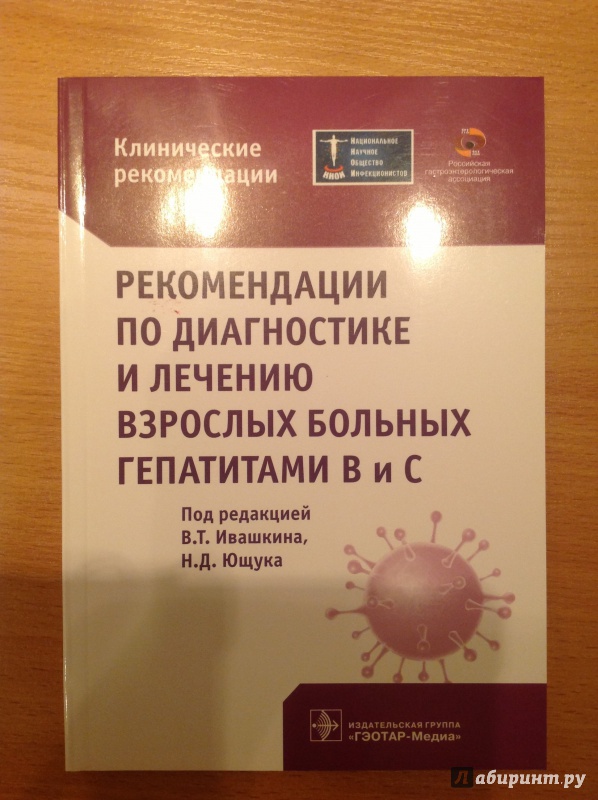 Клинические
рекомендации
Национальное
Научное
Общество
Инфекционистов
ННОИ
Российская
гастроэнтерологическая
ассоциация
РЕКОМЕНДАЦИИ
ПО ДИАГНОСТИКЕ
И ЛЕЧЕНИЮ
ВЗРОСЛЫХ БОЛЬНЫХ
ГЕПАТИТАМИ В и С
Под редакцией
В.Т. Ивашкина,
Н.Д. Ющука
ИЗДАТЕЛЬСКАЯ ГРУППА
«ГЭОТАР-Медиа»
Лабиринт.ру